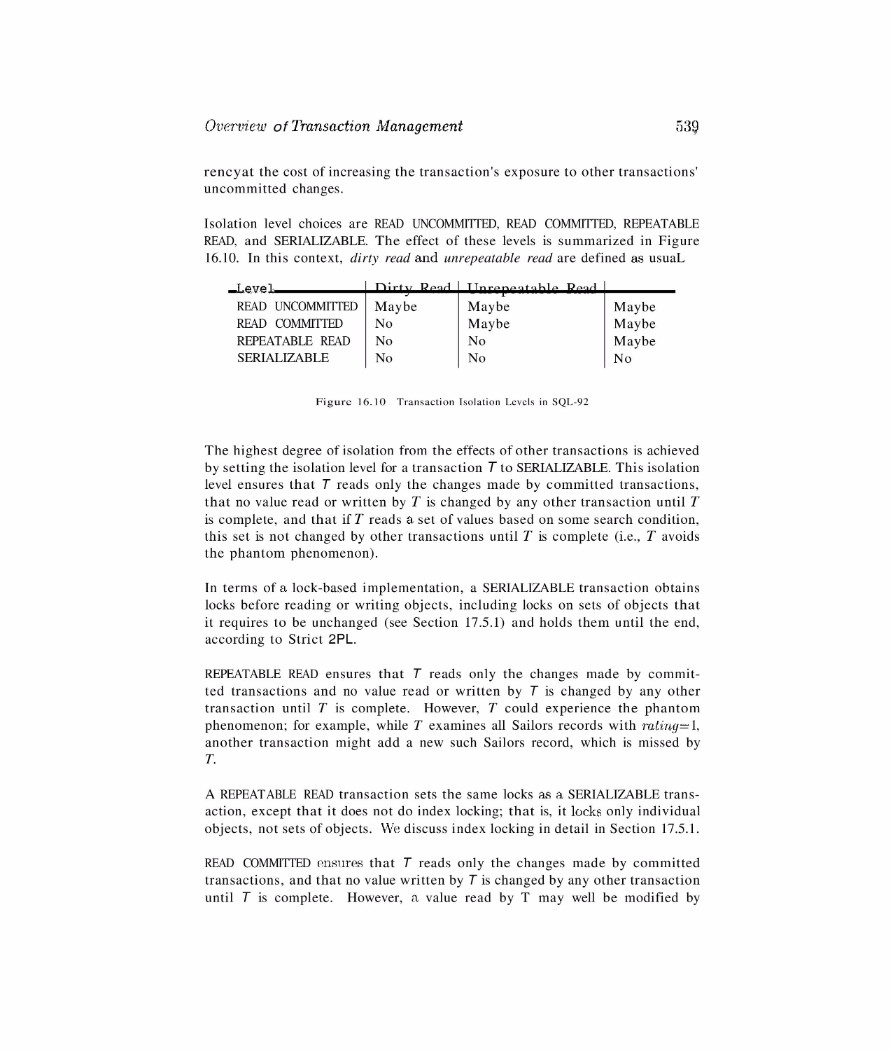 Overview of Transaction Management 539
rencyat the cost of increasing the transaction's exposure to other transactions'
uncommitted changes.
Isolation level choices are READ UNCOMMITTED, READ COMMITTED, REPEATABLE
READ, and SERIALIZABLE. The effect of these levels is summarized in Figure
16.10. In this context, dirty read and unrepeatable read are defined as usuaL
Level Dirty Read Unrepeatable Read
READ UNCOMMITTED Maybe Maybe Maybe
READ COMMITTED No Maybe Maybe
REPEATABLE READ No No Maybe
SERIALIZABLE No No No
Figure 16.10 Transaction Isolation Levels in SQL-92
The highest degree of isolation from the effects of other transactions is achieved
by setting the isolation level for a transaction T to SERIALIZABLE. This isolation
level ensures that T reads only the changes made by committed transactions,
that no value read or written by T is changed by any other transaction until T
is complete, and that if T reads a set of values based on some search condition,
this set is not changed by other transactions until T is complete (i.e., T avoids
the phantom phenomenon).
In terms of a lock-based implementation, a SERIALIZABLE transaction obtains
locks before reading or writing objects, including locks on sets of objects that
it requires to be unchanged (see Section 17.5.1) and holds them until the end,
according to Strict 2PL.
REPEATABLE READ ensures that T reads only the changes made by commit-
ted transactions and no value read or written by T is changed by any other
transaction until T is complete. However, T could experience the phantom
phenomenon; for example, while T examines all Sailors records with rating=1,
another transaction might add a new such Sailors record, which is missed by
T.
A REPEATABLE READ transaction sets the same locks as a SERIALIZABLE trans-
action, except that it does not do index locking; that is, it locks only individual
objects, not sets of objects. We discuss index locking in detail in Section 17.5.1.
READ COMMITTED ensures that T reads only the changes made by committed
transactions, and that no value written by T is changed by any other transaction
until T is complete. However, a value read by T may well be modified by